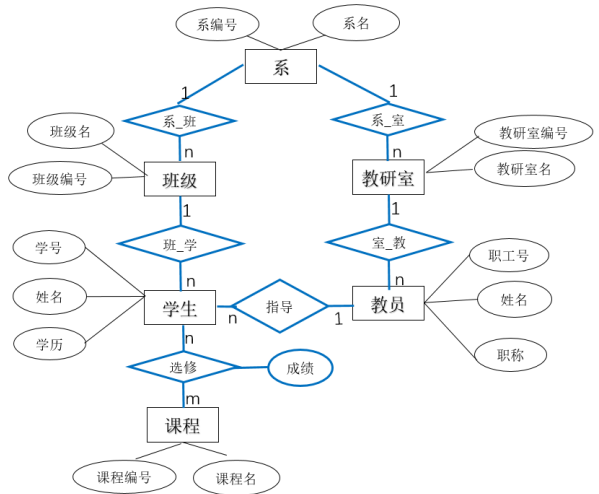 系编号
系名
系
1
1
系_班
系_室
n
n
班级名
班级编号
班级
教研室
教研室编号
教研室名
1
1
班_学
室_教
学号
姓名
学历
n
n
学生
n
指导
1
教员
职工号
姓名
职称
n
选修
成绩
m
课程
课程编号
课程名